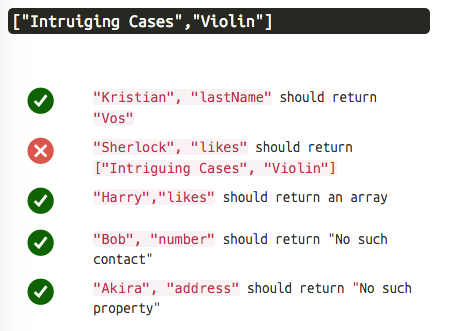 ["Intruiging Cases","Violin"]
"Kristian", "lastName" should return
"Vos"
"Sherlock", "likes" should return
["Intriguing Cases", "Violin"]
"Harry","likes" should return an array
"Bob", "number" should return "No such
contact"
"Akira", "address" should return "No such
property"